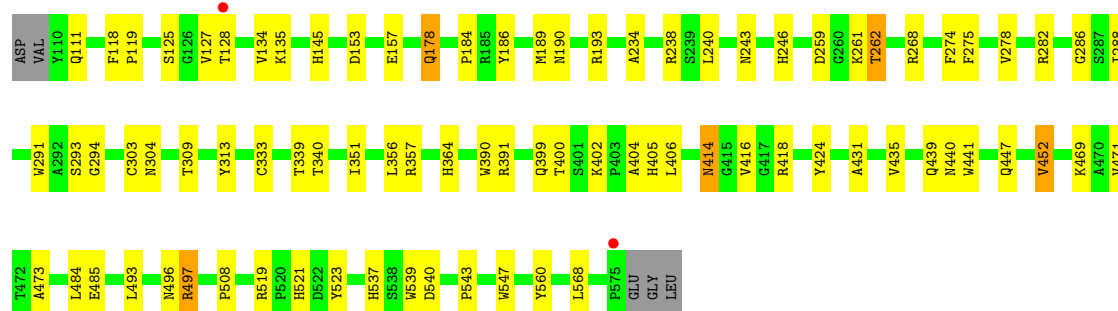 ASP VAL Y110 Q111 F118 P119 S125 G126 V127 T128 V134 K135 H145 D153 E157 Q178 P184 R185 Y186 M189 N190 R193 A234 R238 S239 L240 N243 H246 D259 G260 K261 T262 R268 F274 F275 V278 R282 G286 S287
W291 A292 S293 G294 C303 N304 T309 Y313 C333 T339 T340 I351 L356 R357 H364 W390 R391 Q399 T400 S401 K402 P403 A404 H405 L406 N414 G415 V416 G417 R418 Y424 A431 V435 Q439 N440 W441 Q447 V452 K469 A470
T472 A473 L484 E485 L493 N496 R497 P508 R519 P520 H521 D522 Y523 H537 S538 W539 D540 P543 W547 Y560 L568 P575 GLU GLY LEU